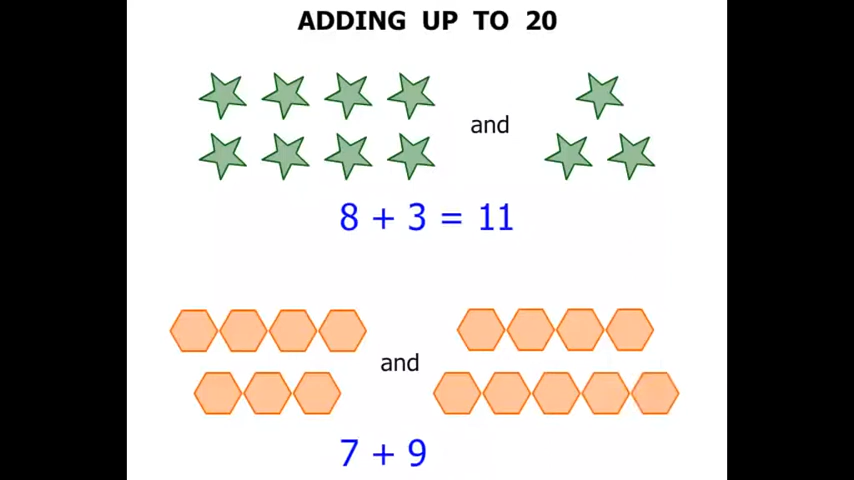 ADDING UP TO 20
and
8 + 3 = 11
and
7 + 9